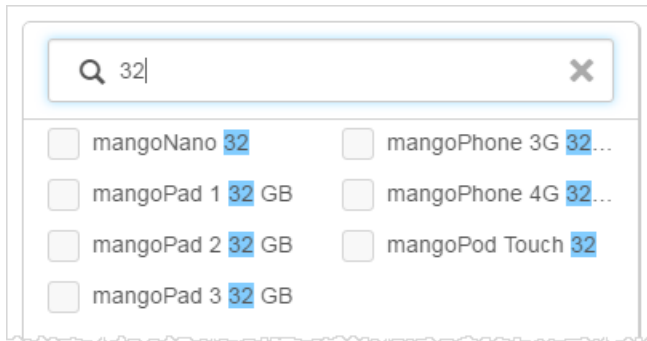 32
mangoNano 32
mangoPad 1 32 GB
mangoPad 2 32 GB
mangoPad 3 32 GB
mangoPhone 3G 32...
mangoPhone 4G 32...
mangoPod Touch 32